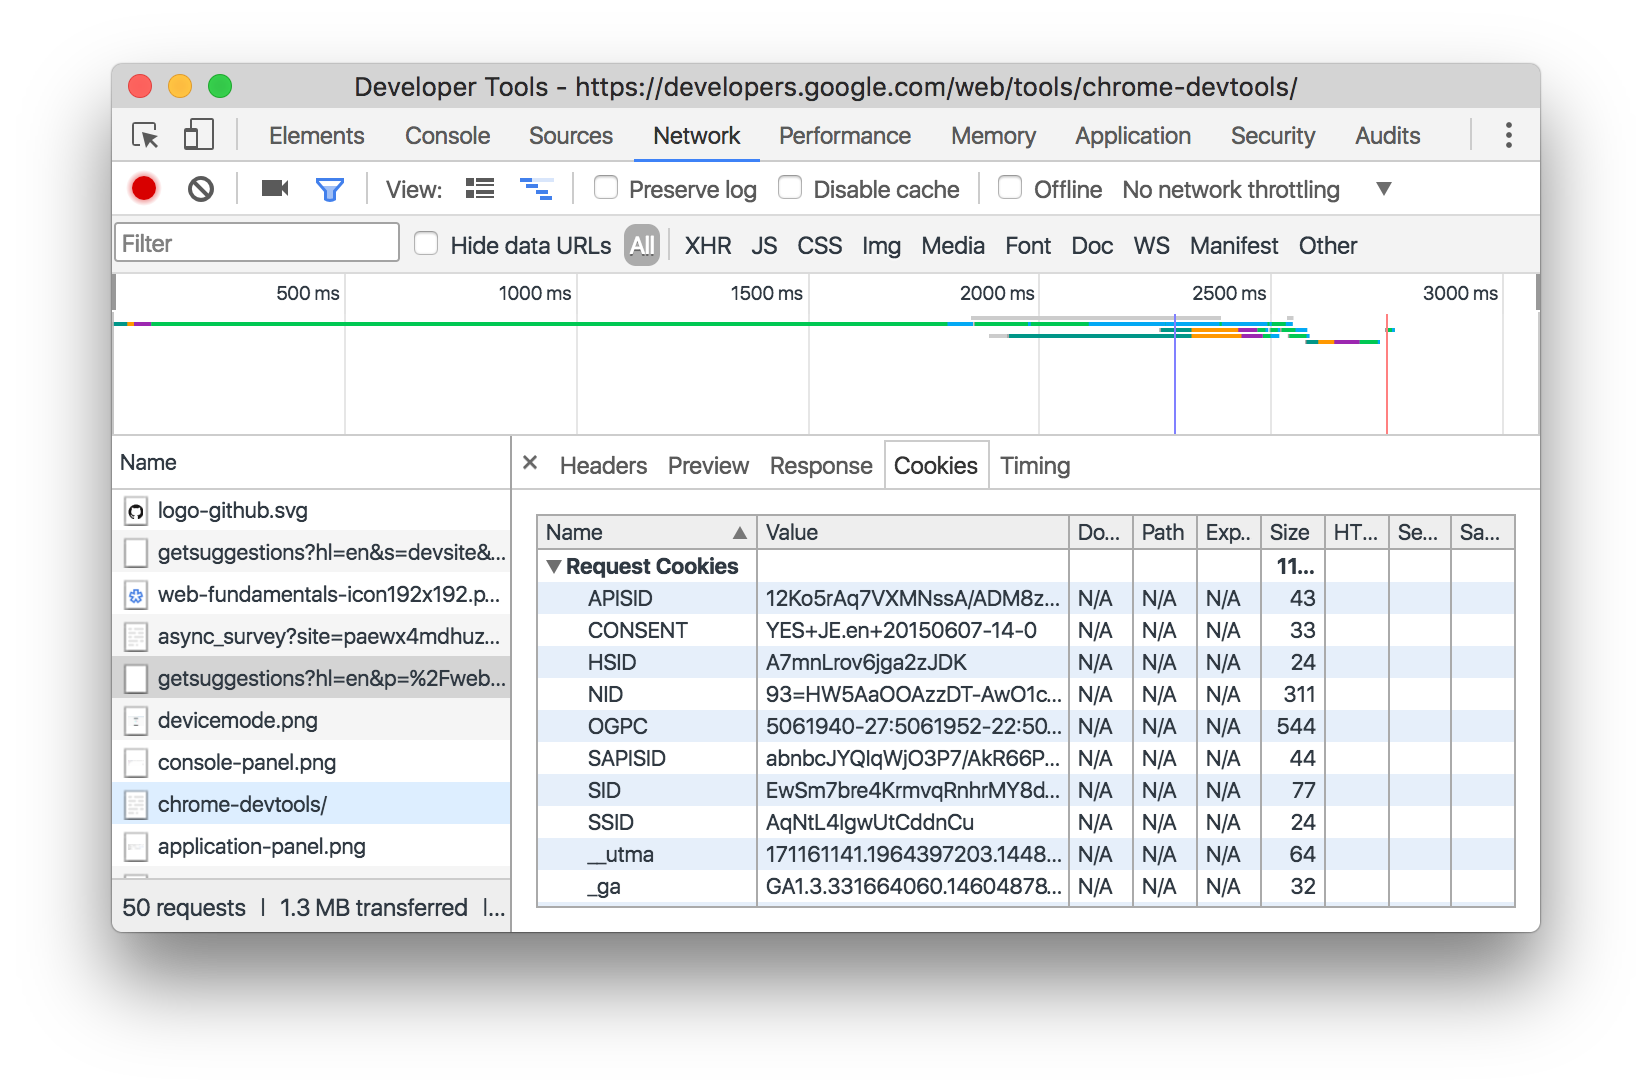 Developer Tools - https://developers.google.com/web/tools/chrome-devtools/
Elements Console Sources Network Performance Memory Application Security Audits
View: Preserve log Disable cache Offline No network throttling
Filter Hide data URLs All XHR JS CSS Img Media Font Doc WS Manifest Other
500 ms 1000 ms 1500 ms 2000 ms 2500 ms 3000 ms
Name
logo-github.svg
getsuggestions?hl=en&s=devsite&...
web-fundamentals-icon192x192.p...
async_survey?site=paewx4mdhuz...
getsuggestions?hl=en&p=%2Fweb...
devicemode.png
console-panel.png
chrome-devtools/
application-panel.png
50 requests | 1.3 MB transferred |...
× Headers Preview Response Cookies Timing
Name Value Do... Path Exp.. Size HT... Se... Sa...
Request Cookies 11...
APISID 12Ko5rAq7VXMNssA/ADM8z... N/A N/A N/A 43
CONSENT YES+JE.en+20150607-14-0 N/A N/A N/A 33
HSID A7mnLrov6jga2zJDK N/A N/A N/A 24
NID 93=HW5AaOOAzzDT-AwO1c... N/A N/A N/A 311
OGPC 5061940-27:5061952-22:50... N/A N/A N/A 544
SAPISID abnbcJYQlqWjO3P7/AkR66P... N/A N/A N/A 44
SID EwSm7bre4KrmvqRnhrMY8d... N/A N/A N/A 77
SSID AqNtL4lgwUtCddnCu N/A N/A N/A 24
__utma 171161141.1964397203.1448... N/A N/A N/A 64
_ga GA1.3.331664060.14604878... N/A N/A N/A 32